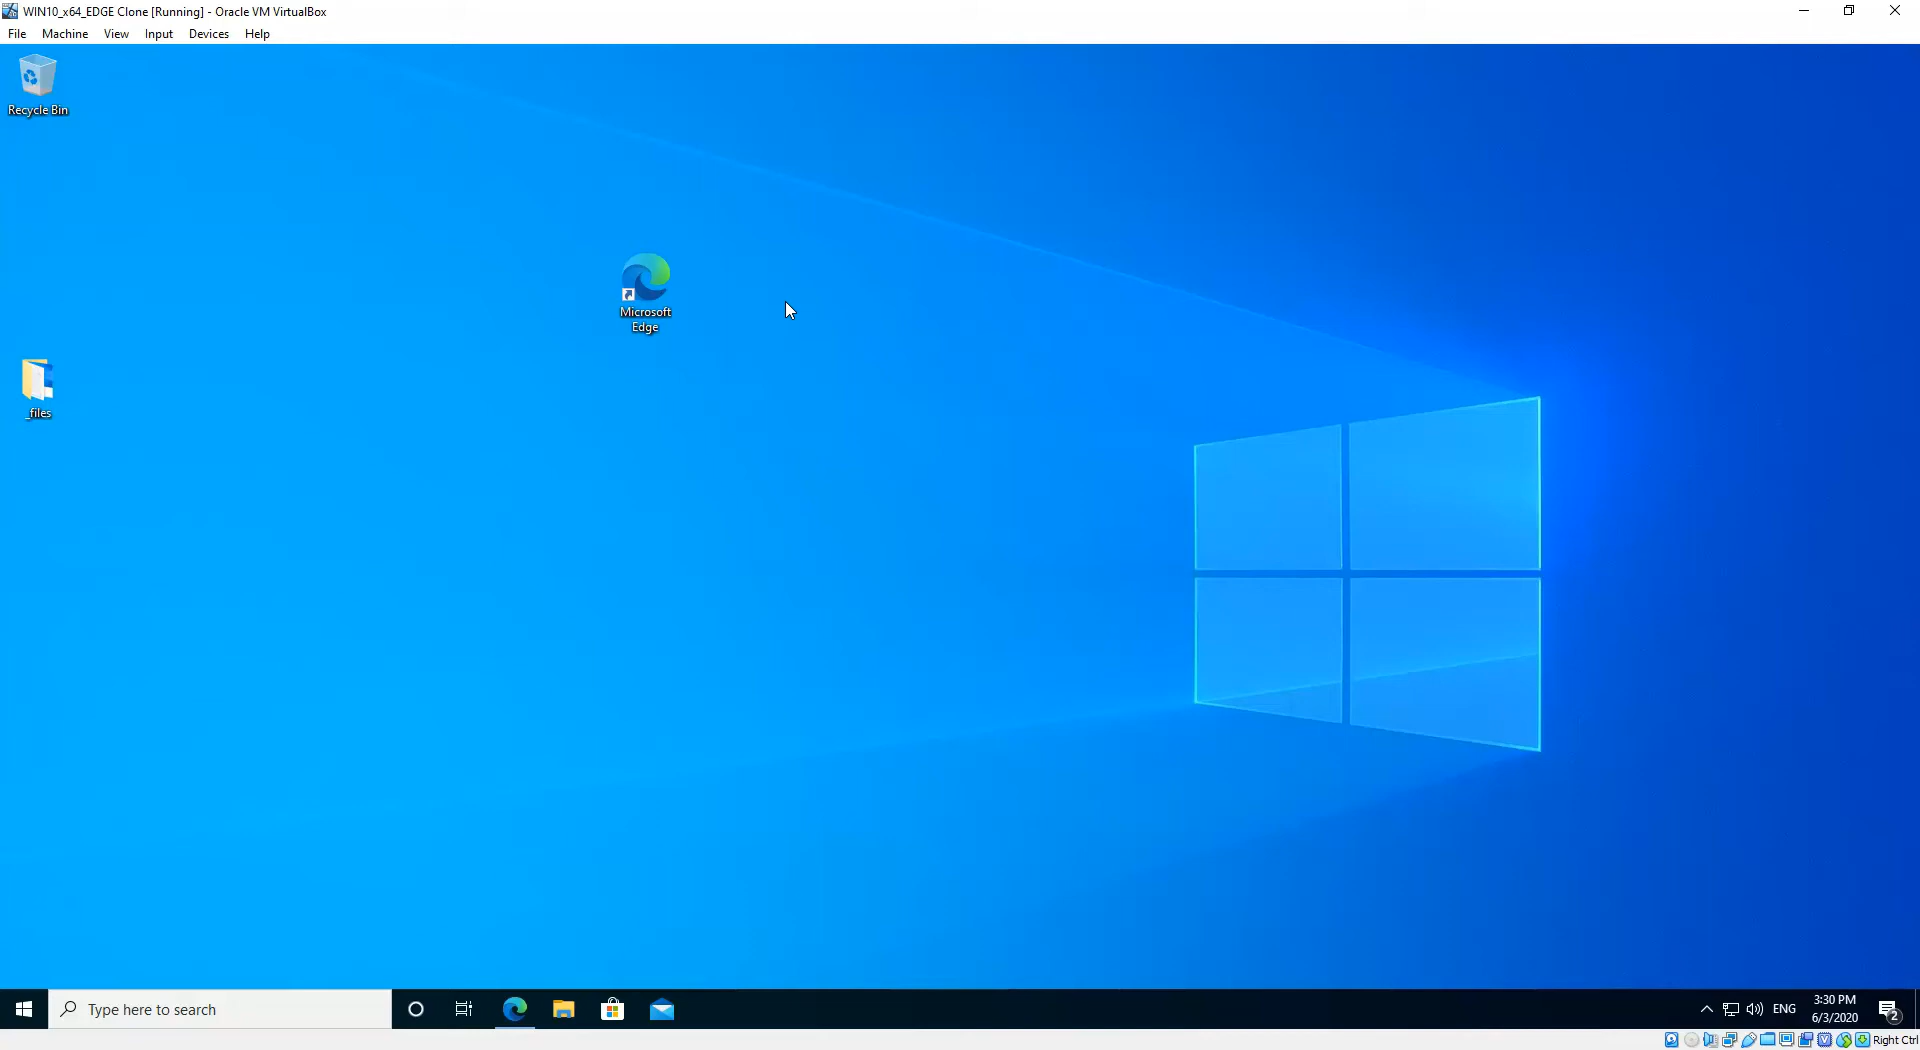 WIN10_x64_EDGE Clone [Running] - Oracle VM VirtualBox
File Machine View Input Devices Help
Recycle Bin
Microsoft
Edge
_files
Type here to search
ENG
3:30 PM
6/3/2020
2
Right Ctrl